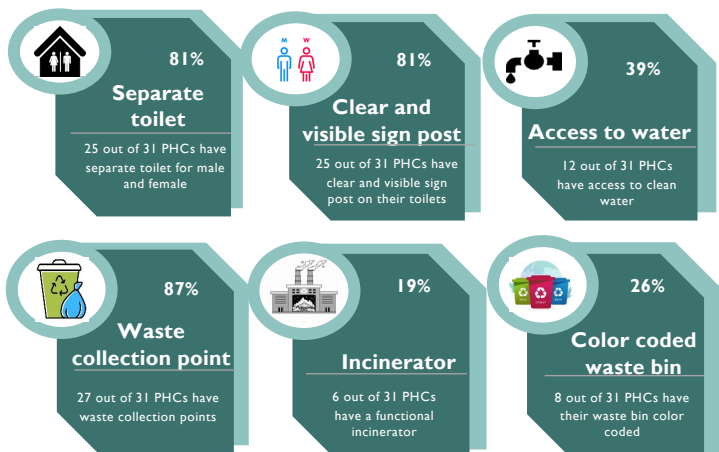 81%
Separate
toilet
25 out of 31 PHCs have
separate toilet for male
and female
M W
81%
Clear and
visible sign post
25 out of 31 PHCs have
clear and visible sign
post on their toilets
39%
Access to water
12 out of 31 PHCs
have access to clean
water
87%
Waste
collection point
27 out of 31 PHCs have
waste collection points
19%
Incinerator
6 out of 31 PHCs
have a functional
incinerator
26%
Color coded
waste bin
8 out of 31 PHCs have
their waste bin color
coded